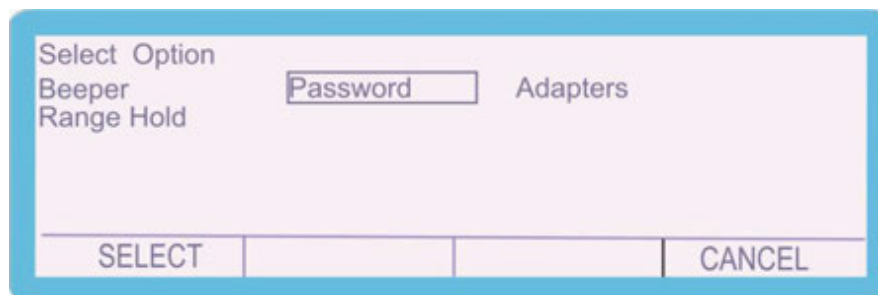 Select Option
Beeper Password Adapters
Range Hold
SELECT CANCEL